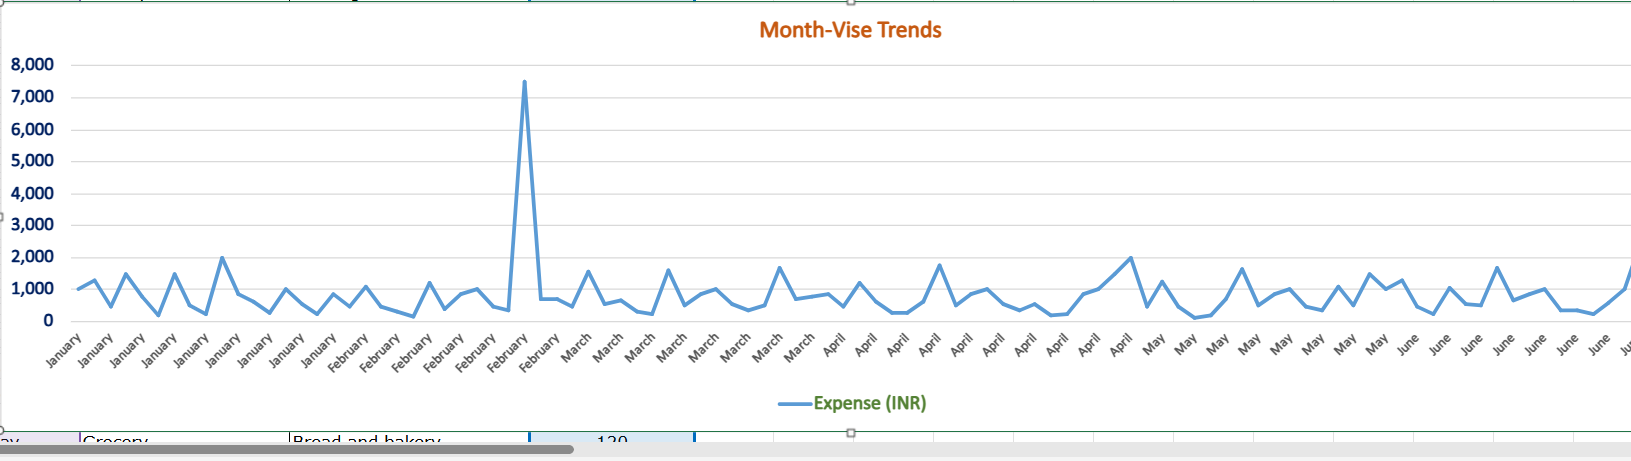 Month-Vise Trends
8,000
7,000
6,000
5,000
4,000
3,000
2,000
1,000
0
January January January January January January January January January February February February February February February February March March March March March March March March April April April April April April April April April April May May May May May May May May June June June June June June June
Expense (INR)
Grocery Bread and bakery 120